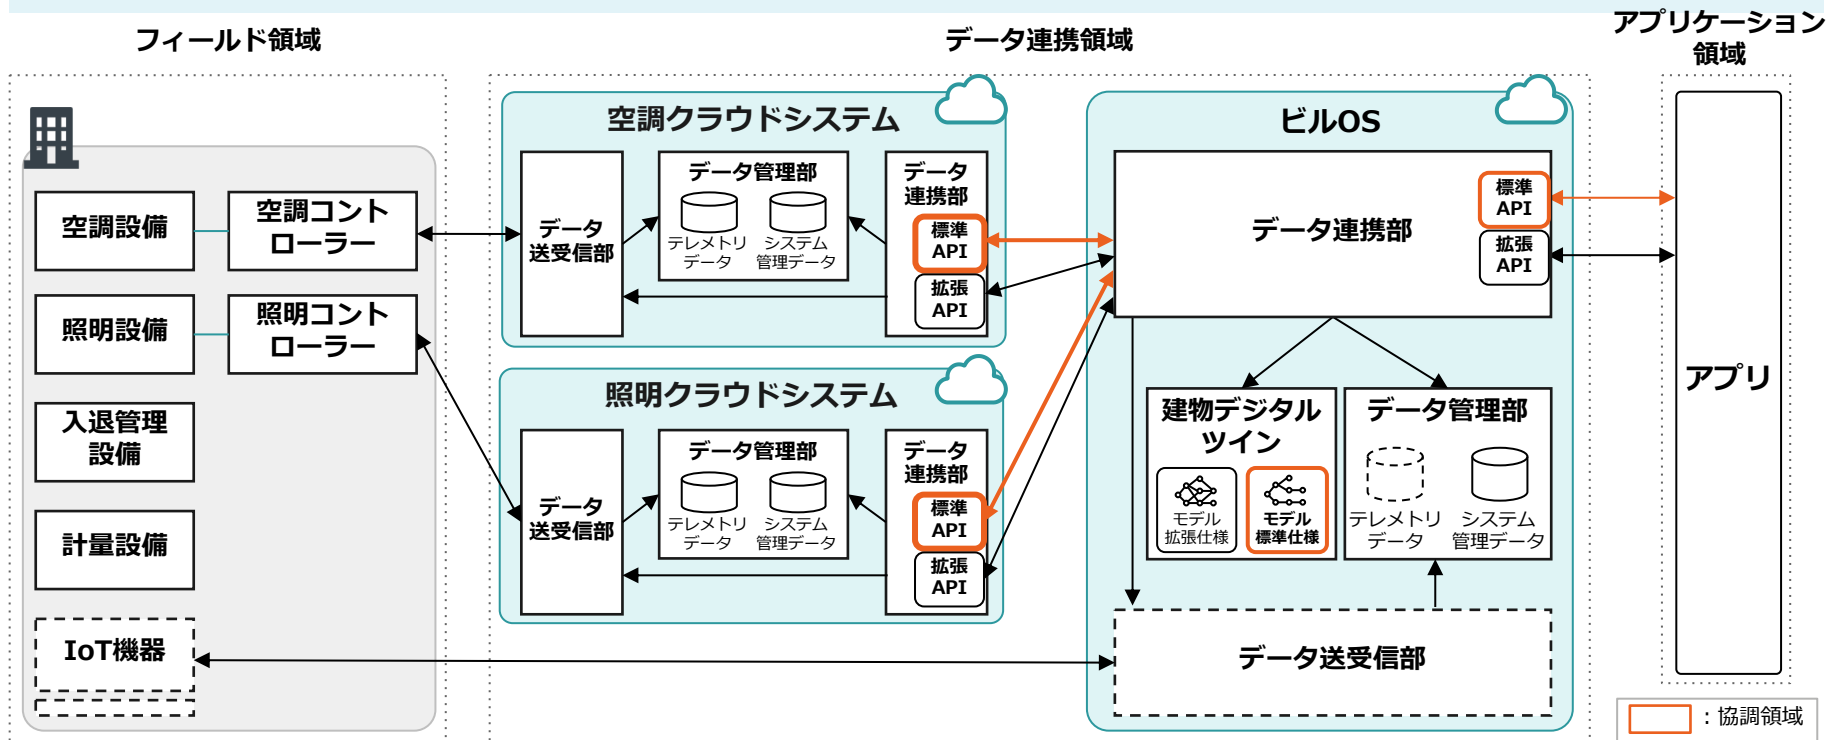 フィールド領域
データ連携領域
アプリケーション
領域
空調設備
空調コント
ローラー
照明設備
照明コント
ローラー
入退管理
設備
計量設備
IoT機器
空調クラウドシステム
データ
送受信部
データ管理部
テレメトリ
データ
システム
管理データ
データ
連携部
標準
API
拡張
API
照明クラウドシステム
データ
送受信部
データ管理部
テレメトリ
データ
システム
管理データ
データ
連携部
標準
API
拡張
API
ビルOS
データ連携部
標準
API
拡張
API
建物デジタル
ツイン
モデル
拡張仕様
モデル
標準仕様
データ管理部
テレメトリ
データ
システム
管理データ
データ送受信部
アプリ
：協調領域